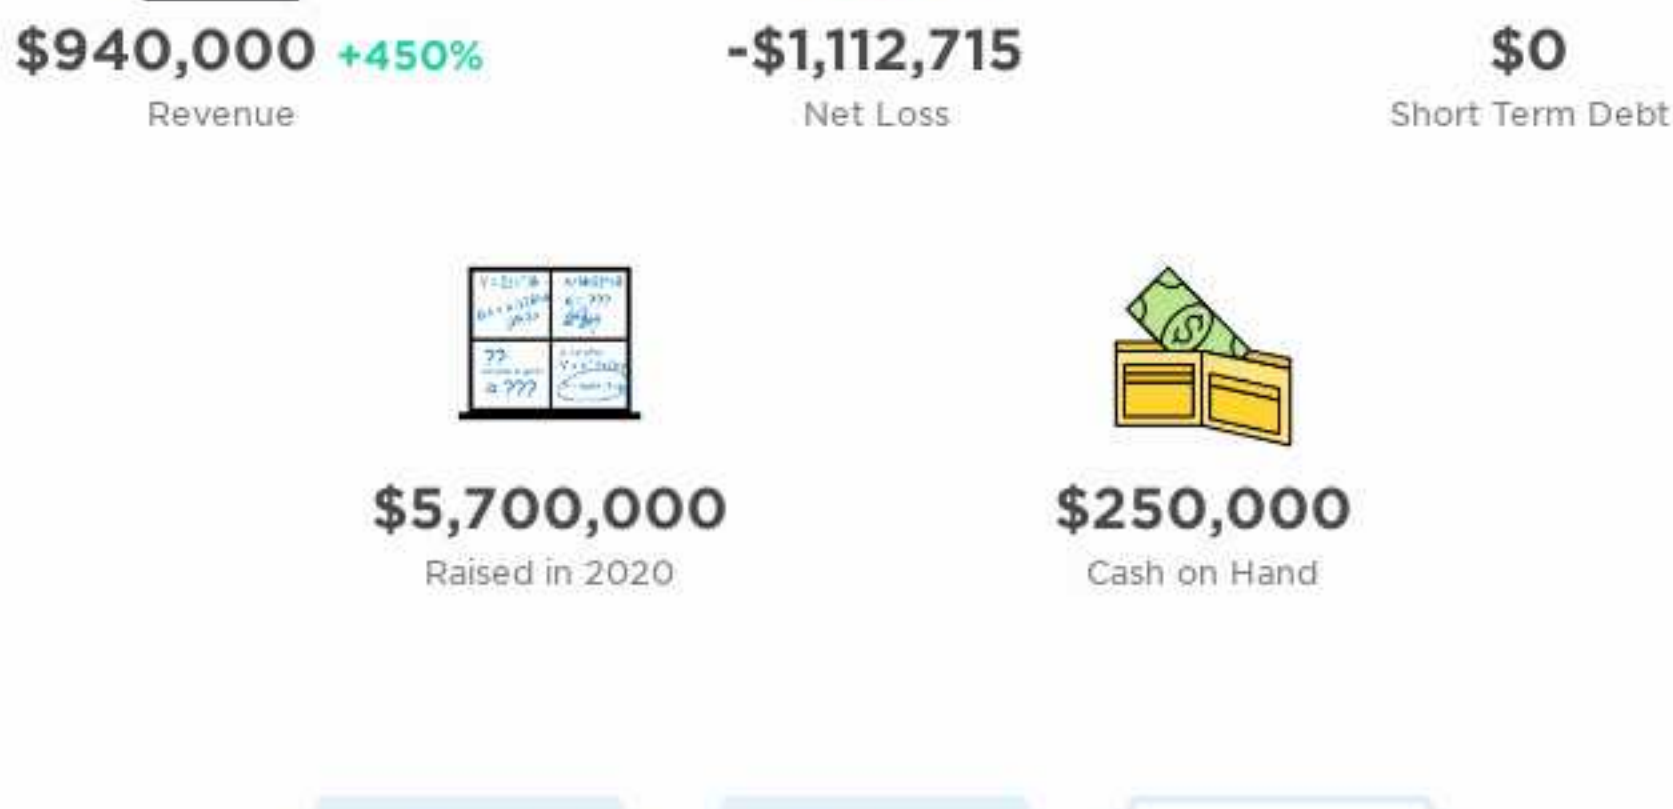 $940,000 +450%
-$1,112,715
$0
Revenue
Net Loss
Short Term Debt
??
= ???
$5,700,000
$250,000
Raised in 2020
Cash on Hand